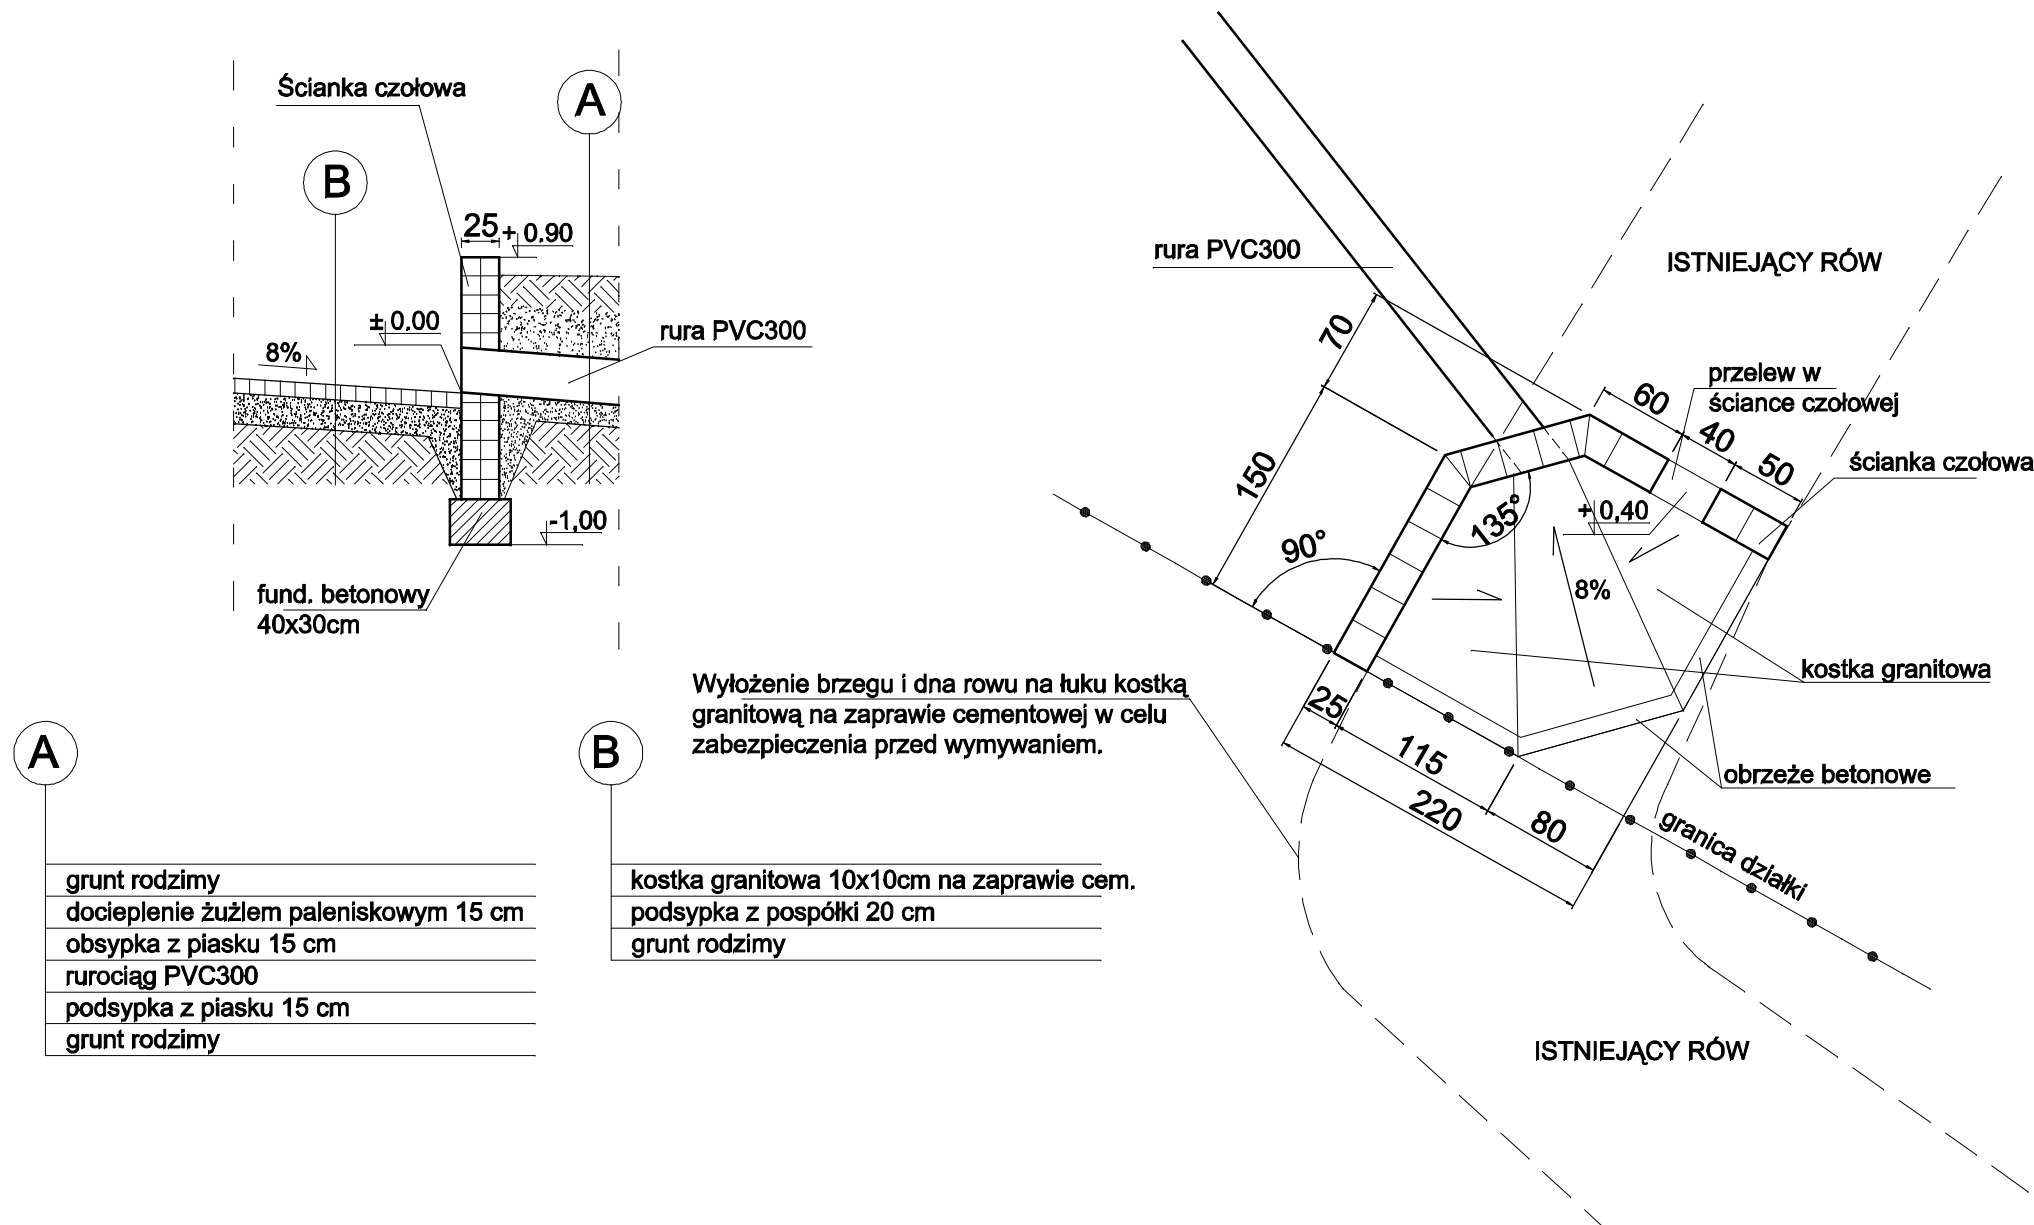 Ścianka czołowa
A
B
25
+ 0.90
± 0.00
8%
rura PVC300
-1,00
fund. betonowy
40x30cm
rura PVC300
ISTNIEJĄCY RÓW
70
150
przelew w
ściance czołowej
60
40
50
ścianka czołowa
+ 0,40
135°
90°
8%
kostka granitowa
Wyłożenie brzegu i dna rowu na łuku kostką
granitową na zaprawie cementowej w celu
zabezpieczenia przed wymywaniem.
25
115
220
80
obrzeże betonowe
granica działki
ISTNIEJĄCY RÓW
A
grunt rodzimy
docieplenie żużlem paleniskowym 15 cm
obsypka z piasku 15 cm
rurociąg PVC300
podsypka z piasku 15 cm
grunt rodzimy
B
kostka granitowa 10x10cm na zaprawie cem.
podsypka z pospółki 20 cm
grunt rodzimy